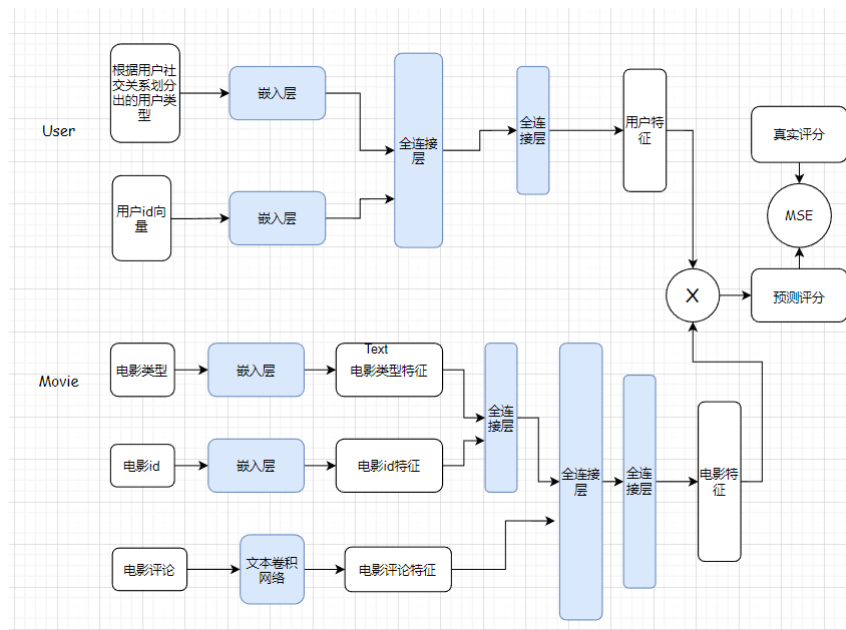 User
根据用户社
交关系划分
出的用户类
型
嵌入层
用户id向
量
嵌入层
全连接
层
全连
接层
用户特
征
真实评分
MSE
X
预测评分
Movie
电影类型
嵌入层
Text
电影类型特征
电影id
嵌入层
电影id特征
全连
接层
电影评论
文本卷积
网络
电影评论特征
全连接
层
全连
接层
电影特
征